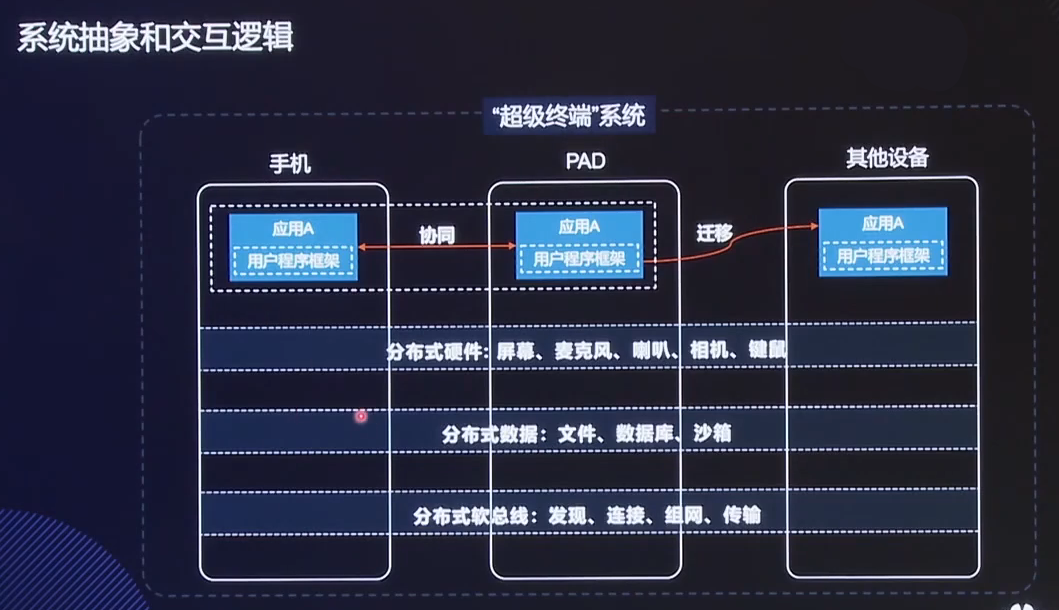 系统抽象和交互逻辑
“超级终端”系统
手机
PAD
其他设备
应用A
用户程序框架
协同
应用A
用户程序框架
迁移
应用A
用户程序框架
分布式硬件：屏幕、麦克风、喇叭、相机、键鼠
分布式数据：文件、数据库、沙箱
分布式软总线：发现、连接、组网、传输